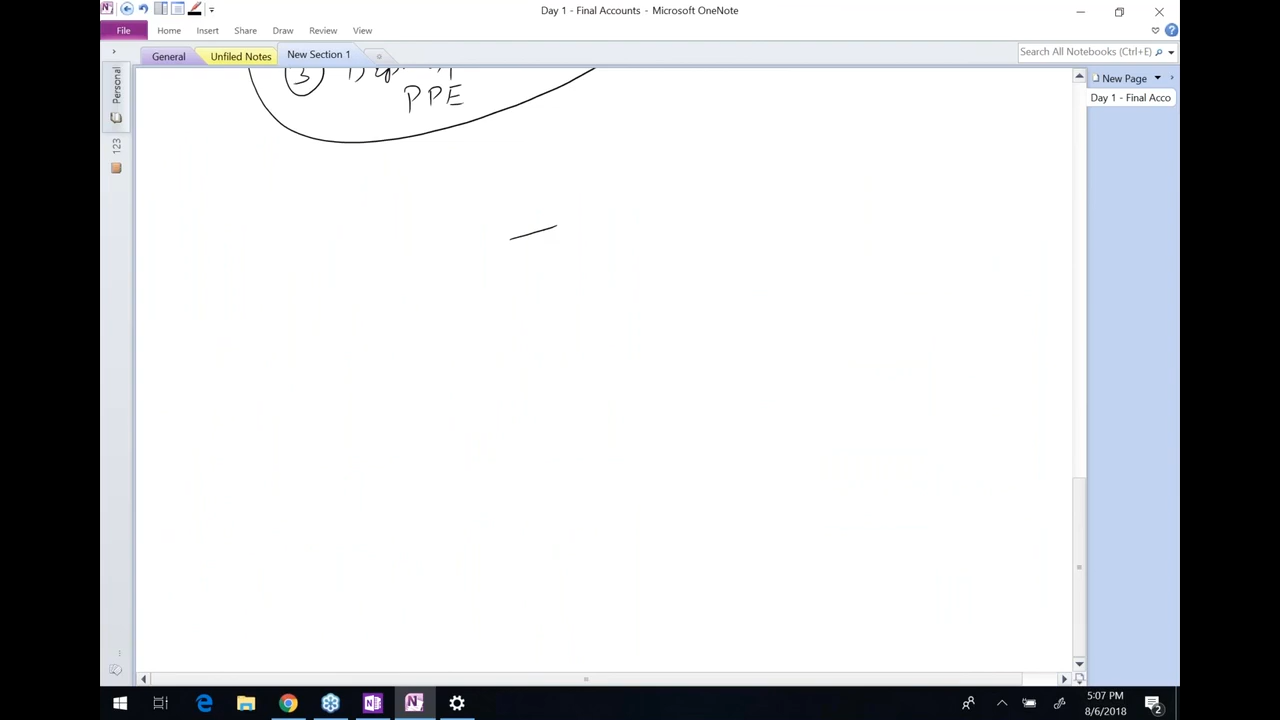 Day 1 - Final Accounts - Microsoft OneNote
File Home Insert Share Draw Review View
General Unfiled Notes New Section 1
Search All Notebooks (Ctrl+E)
New Page
Day 1 - Final Acco
Personal
123
3
PPE
5:07 PM
8/6/2018
2